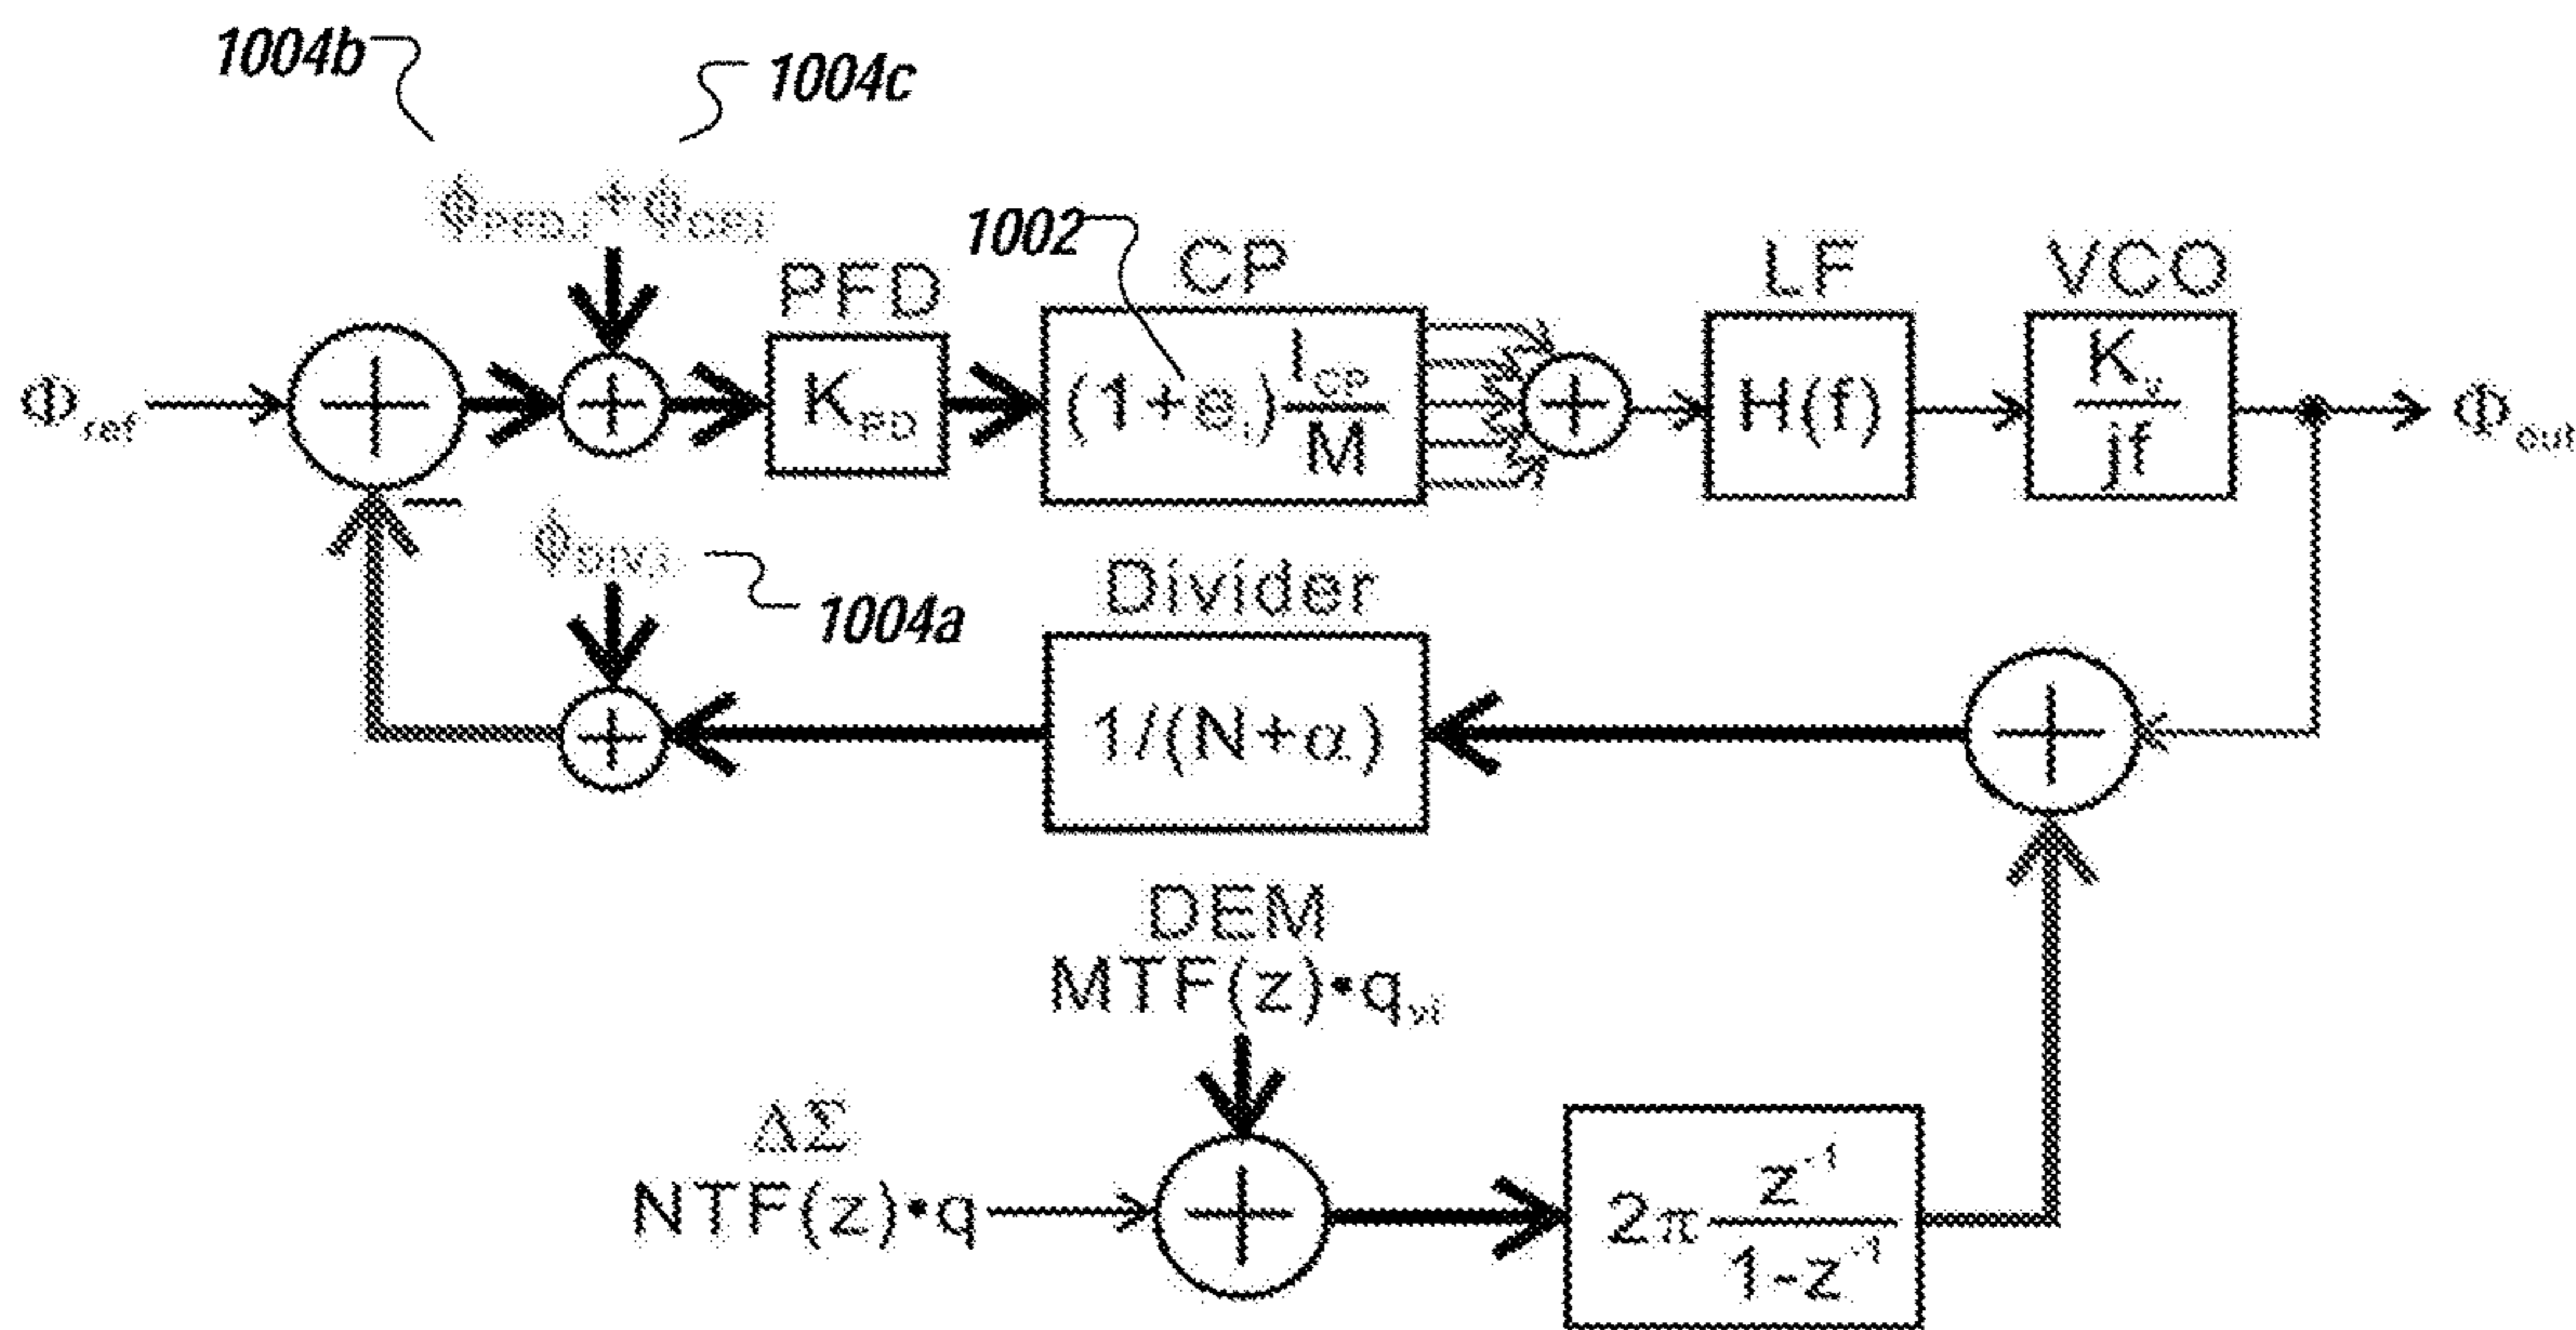 1004b
1004c
ϕPFD,i + ϕCP,i
1002
PFD
CP
LF
VCO
Φref
+
+
KPD
(1+ei) ICP/M
+
H(f)
Kv/jf
Φout
−
ϕDIV,i
1004a
Divider
+
1/(N+α)
+
DEM
MTF(z)•qvi
ΔΣ
NTF(z)•q
+
2π z⁻¹/1-z⁻¹